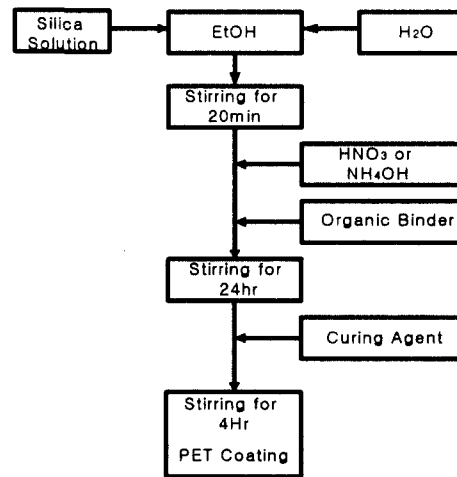 Silica
Solution
EtOH
H₂O
Stirring for
20min
HNO₃ or
NH₄OH
Organic Binder
Stirring for
24hr
Curing Agent
Stirring for
4Hr
PET Coating